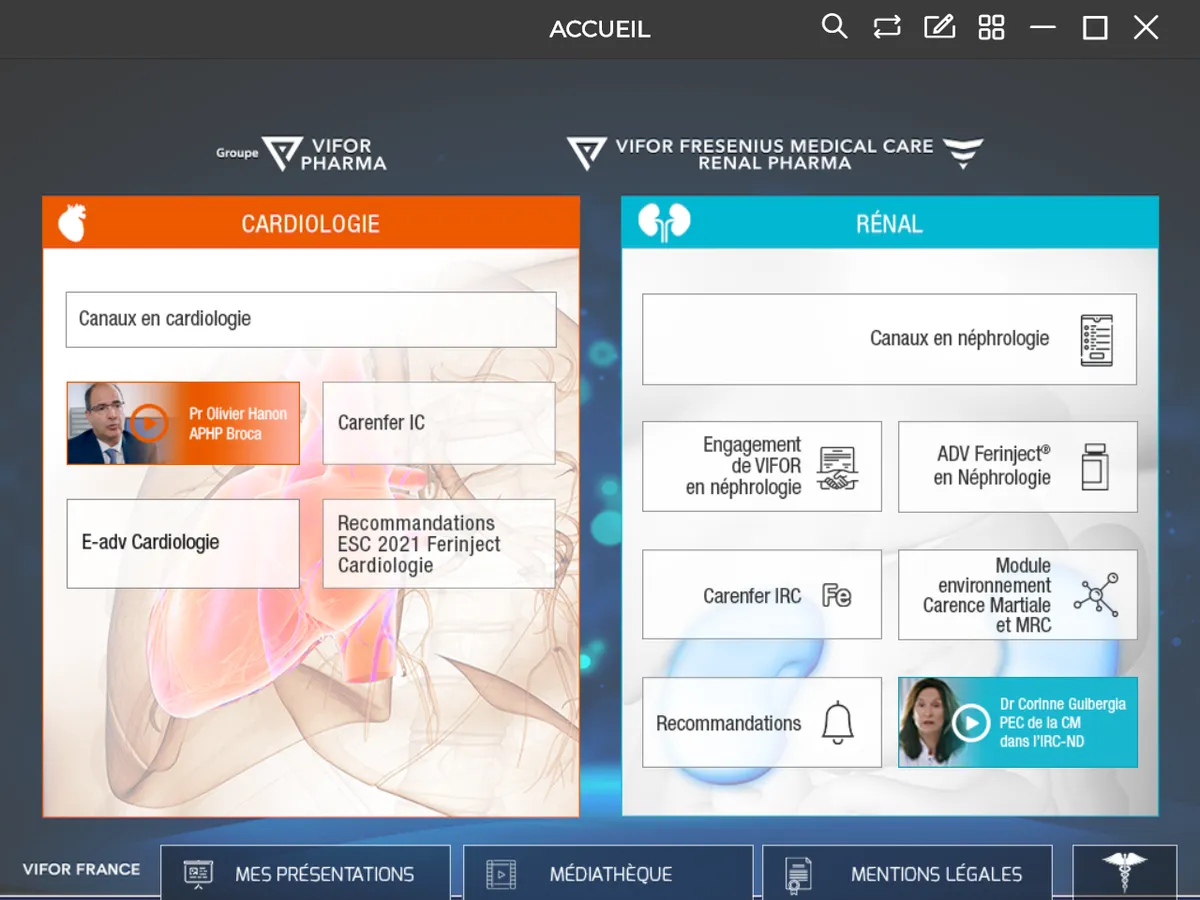 ACCUEIL
Groupe VIFOR
PHARMA
VIFOR FRESENIUS MEDICAL CARE
RENAL PHARMA
CARDIOLOGIE
Canaux en cardiologie
Pr Olivier Hanon
APHP Broca
Carenfer IC
E-adv Cardiologie
Recommandations
ESC 2021 Ferinject
Cardiologie
RÉNAL
Canaux en néphrologie
Engagement
de VIFOR
en néphrologie
ADV Ferinject®
en Néphrologie
Carenfer IRC
Fe
Module
environnement
Carence Martiale
et MRC
Recommandations
Dr Corinne Gulbergia
PEC de la CM
dans l'IRC-ND
VIFOR FRANCE
MES PRÉSENTATIONS
MÉDIATHÈQUE
MENTIONS LÉGALES